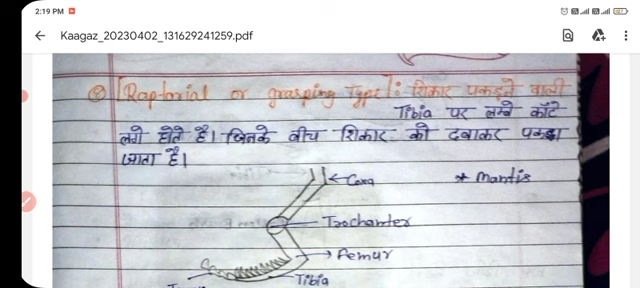 2:19 PM
Kaagaz_20230402_131629241259.pdf
[Raptorial or grasping Type]: शिकार पकड़ने वाली
Tibia पर लम्बे काँटे
लगे होते है। जिनके बीच शिकार को दबाकर पकड़ा
जाता है।
Coxa
* Mantis
Trochanter
Femur
Tibia